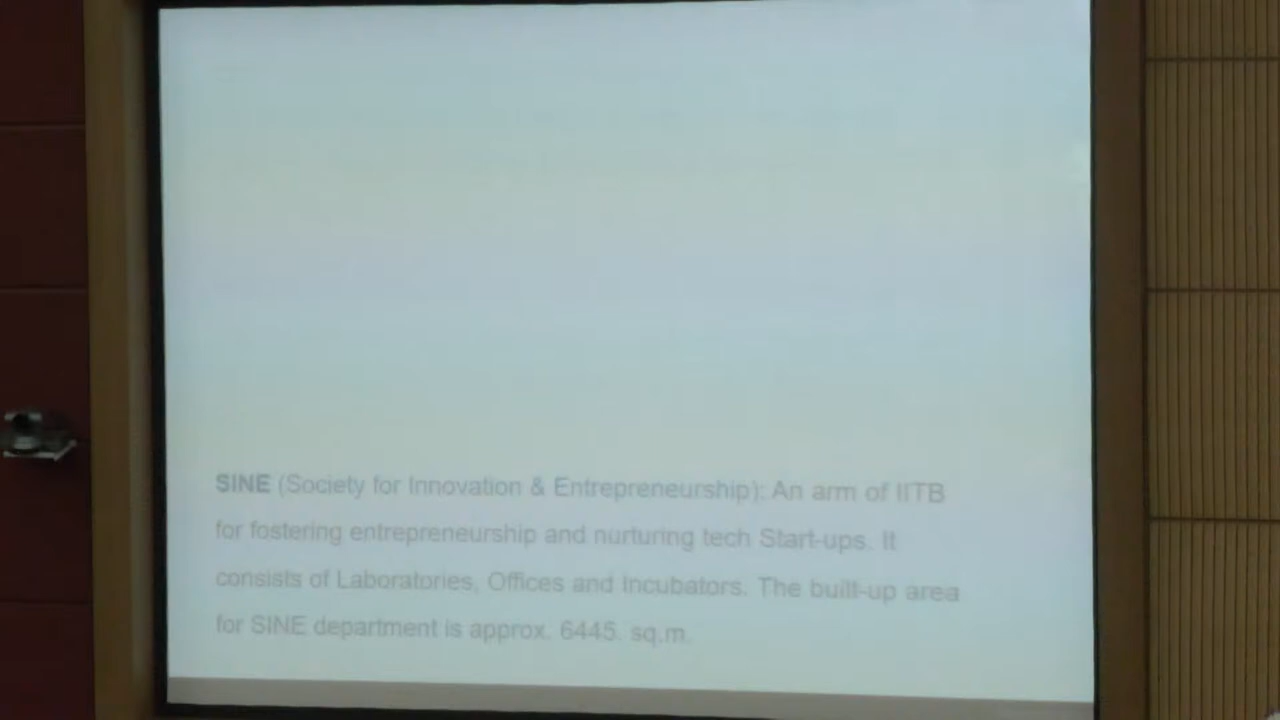 SINE (Society for Innovation & Entrepreneurship): An arm of IITB
for fostering entrepreneurship and nurturing tech Start-ups. It
consists of Laboratories, Offices and Incubators. The built-up area
for SINE department is approx. 6445. sq.m.